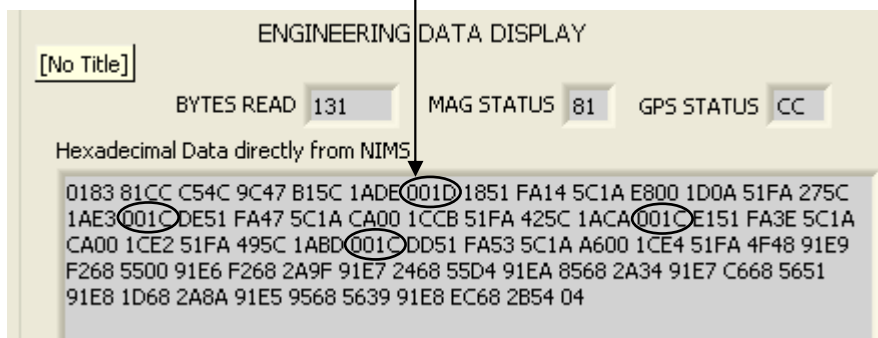 ENGINEERING DATA DISPLAY
[No Title]
BYTES READ 131 MAG STATUS 81 GPS STATUS CC
Hexadecimal Data directly from NIMS
0183 81CC C54C 9C47 B15C 1ADE 001D 1851 FA14 5C1A E800 1D0A 51FA 275C
1AE3 001C DE51 FA47 5C1A CA00 1CCB 51FA 425C 1ACA 001C E151 FA3E 5C1A
CA00 1CE2 51FA 495C 1ABD 001C DD51 FA53 5C1A A600 1CE4 51FA 4F48 91E9
F268 5500 91E6 F268 2A9F 91E7 2468 55D4 91EA 8568 2A34 91E7 C668 5651
91E8 1D68 2A8A 91E5 9568 5639 91E8 EC68 2B54 04